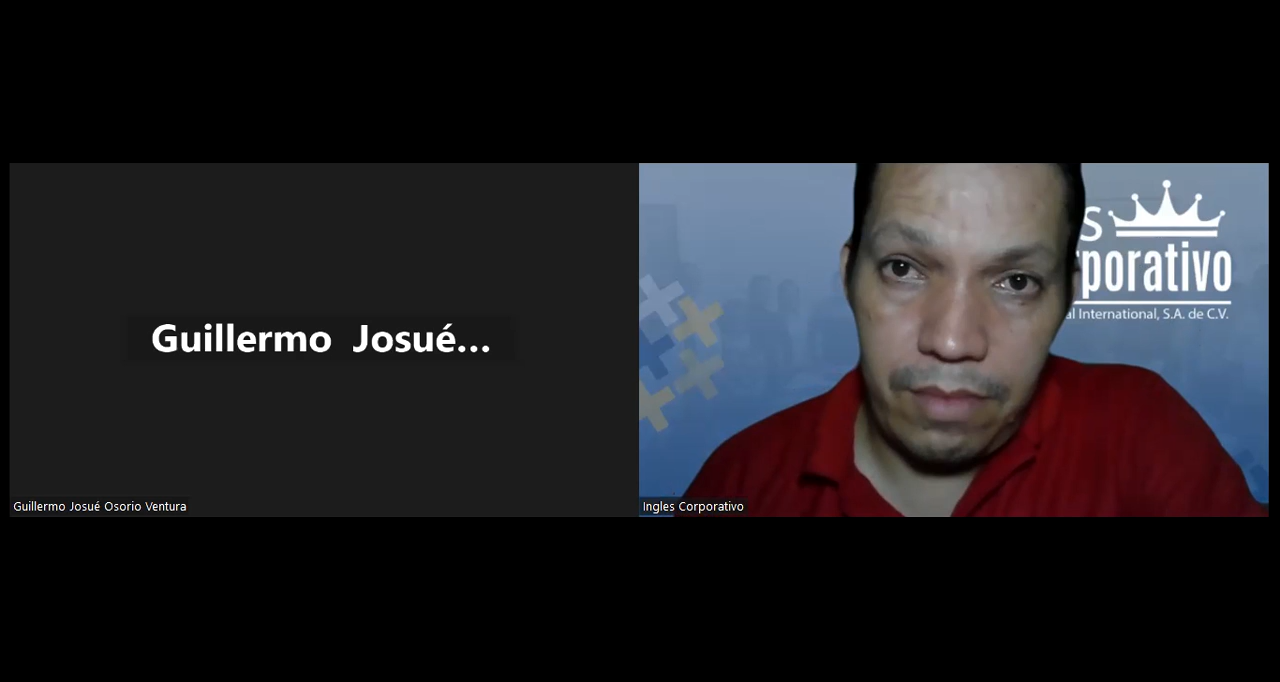 Guillermo Josué...
Guillermo Josué Osorio Ventura
s
rporativo
al International, S.A. de C.V.
Ingles Corporativo